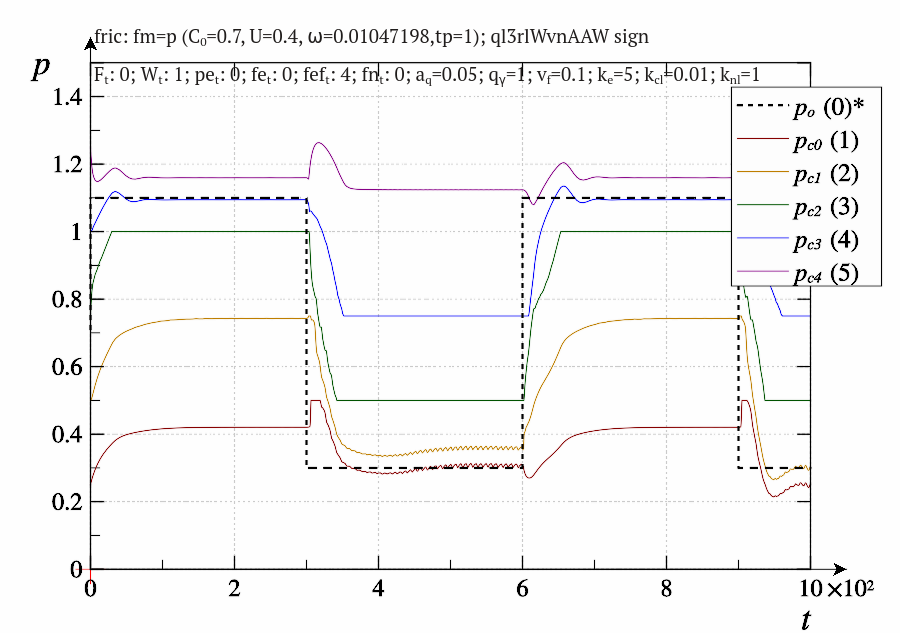 fric: fm=p (C₀=0.7, U=0.4, ω=0.01047198,tp=1); ql3rlWvnAAW sign
p
Fₜ: 0; Wₜ: 1; peₜ: 0; feₜ: 0; fefₜ: 4; fnₜ: 0; a_q=0.05; q_γ=1; v_f=0.1; k_e=5; k_cl=0.01; k_nl=1
1.4
1.2
1
0.8
0.6
0.4
0.2
0
pₒ (0)*
p_c0 (1)
p_c1 (2)
p_c2 (3)
p_c3 (4)
p_c4 (5)
0 2 4 6 10×10²
t